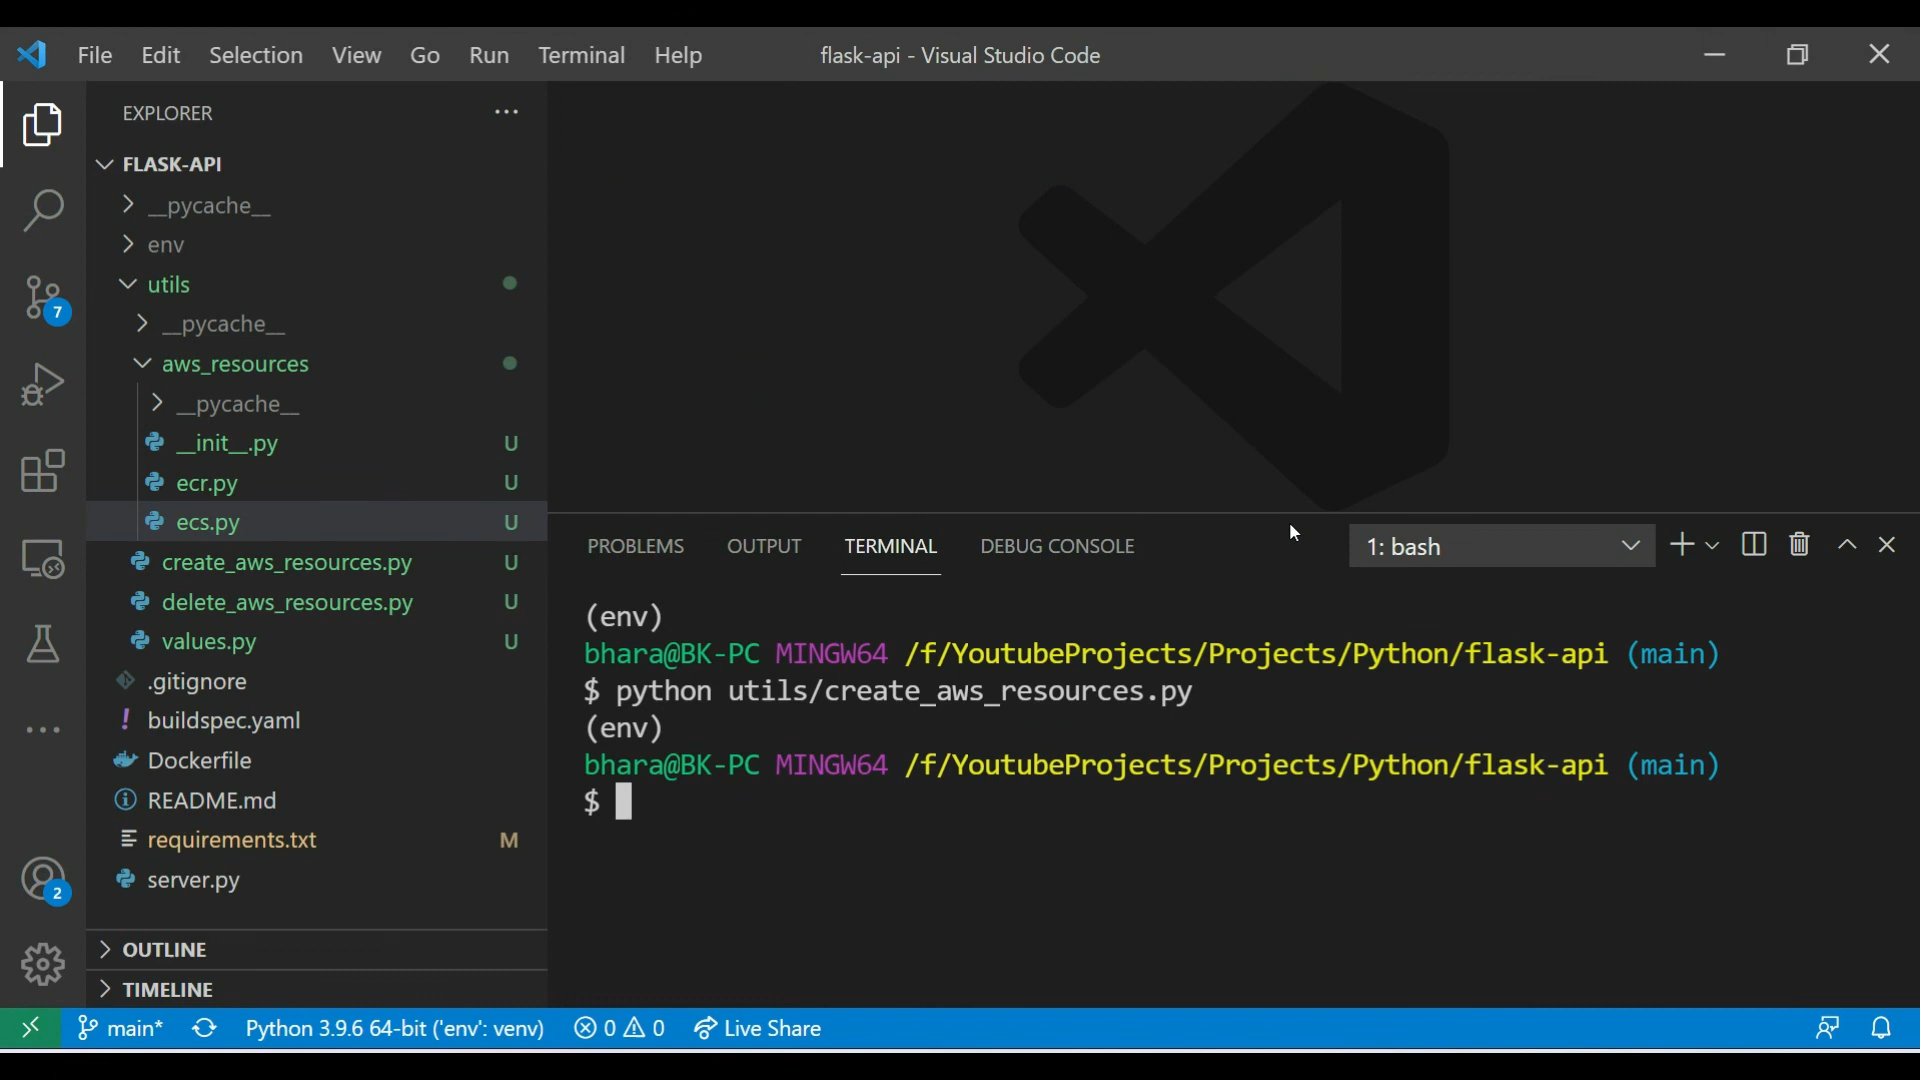 File Edit Selection View Go Run Terminal Help
flask-api - Visual Studio Code
EXPLORER
FLASK-API
__pycache__
env
utils
__pycache__
aws_resources
__pycache__
__init__.py U
ecr.py U
ecs.py U
create_aws_resources.py U
delete_aws_resources.py U
values.py U
.gitignore
! buildspec.yaml
Dockerfile
README.md
requirements.txt M
server.py
OUTLINE
TIMELINE
7
2
PROBLEMS OUTPUT TERMINAL DEBUG CONSOLE
1: bash
(env)
bhara@BK-PC MINGW64 /f/YoutubeProjects/Projects/Python/flask-api (main)
$ python utils/create_aws_resources.py
(env)
bhara@BK-PC MINGW64 /f/YoutubeProjects/Projects/Python/flask-api (main)
$
main* Python 3.9.6 64-bit ('env': venv) 0 0 Live Share